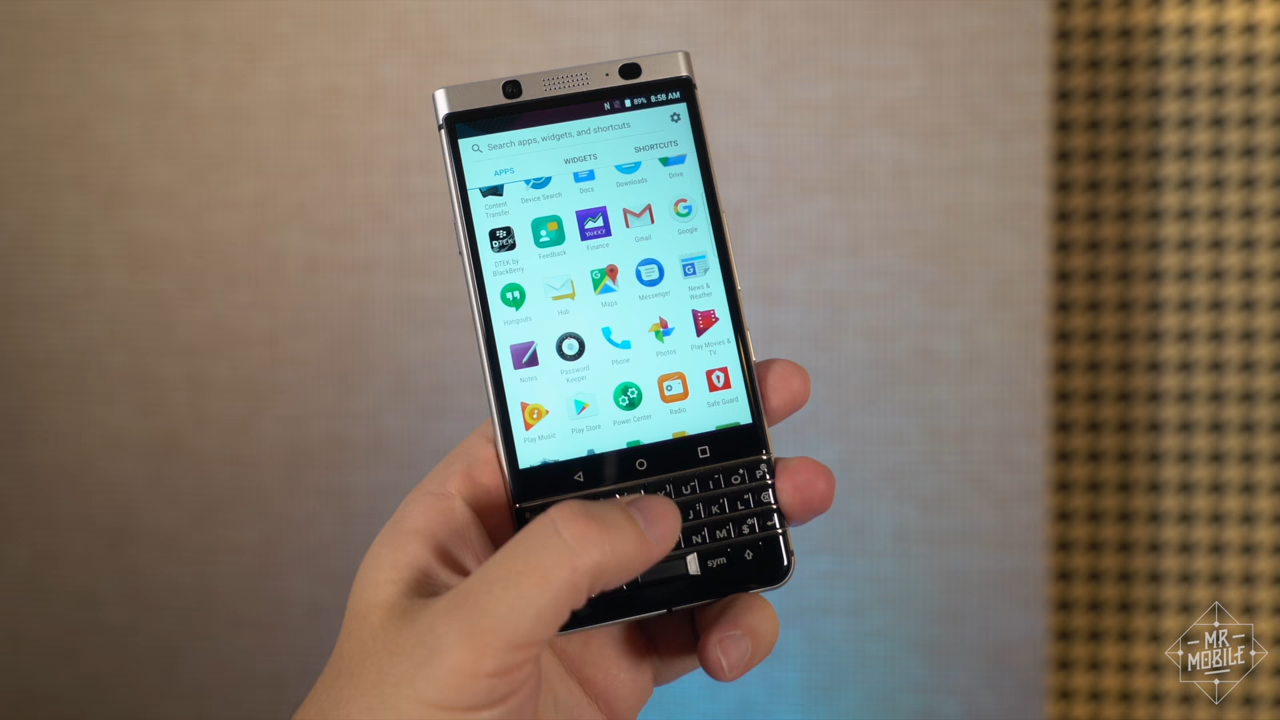 N 89% 8:58 AM
Search apps, widgets, and shortcuts
APPS WIDGETS SHORTCUTS
Content Transfer
Device Search
Docs
Downloads
Drive
DTEK
YAHOO!
DTEK by BlackBerry
Feedback
Finance
Gmail
Google
Hangouts
Hub
Maps
Messenger
News & Weather
Notes
Password Keeper
Phone
Photos
Play Movies & TV
Play Music
Play Store
Power Center
Radio
Safe Guard
U I O P
J K L
N M $
sym
MR
MOBILE